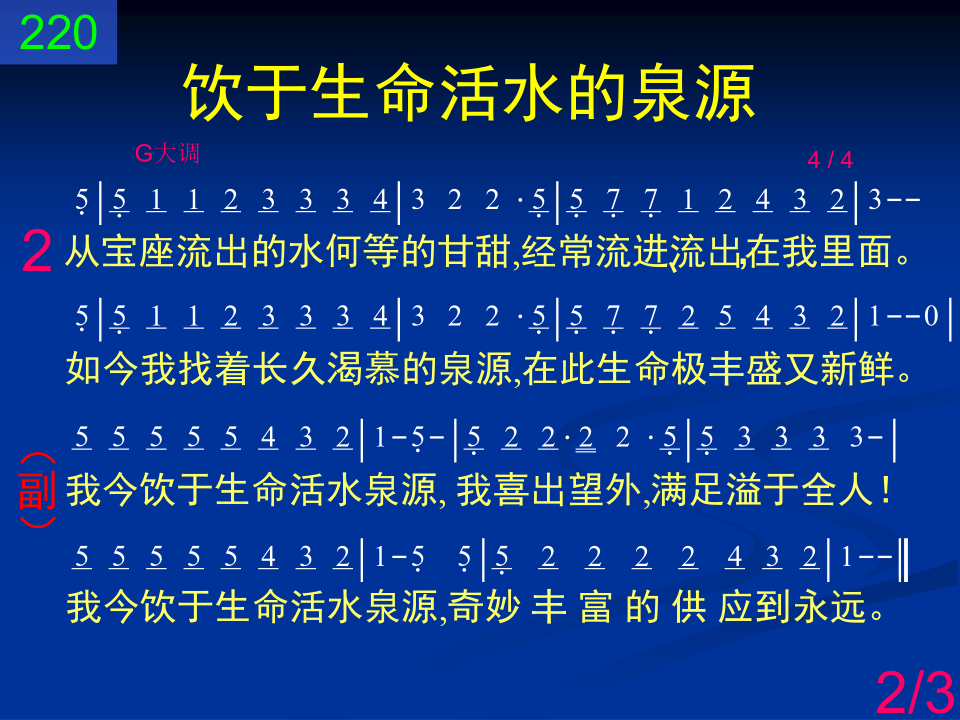 220
饮于生命活水的泉源
G大调 4 / 4
5̣|5̣ 1 1 2 3 3 3 4|3 2 2 · 5̣|5̣ 7̣ 7̣ 1 2 4 3 2|3--
2 从宝座流出的水何等的甘甜,经常流进、流出,在我里面。
5̣|5̣ 1 1 2 3 3 3 4|3 2 2 · 5̣|5̣ 7̣ 7̣ 2 5 4 3 2|1--0|
如今我找着长久渴慕的泉源,在此生命极丰盛又新鲜。
5 5 5 5 5 4 3 2|1-5̣-|5̣ 2 2·2 2 · 5̣|5̣ 3 3 3 3-|
（副） 我今饮于生命活水泉源, 我喜出望外,满足溢于全人！
5 5 5 5 5 4 3 2|1-5̣ 5̣|5̣ 2 2 2 2 4 3 2|1--‖
我今饮于生命活水泉源,奇妙 丰 富 的 供 应到永远。
2/3